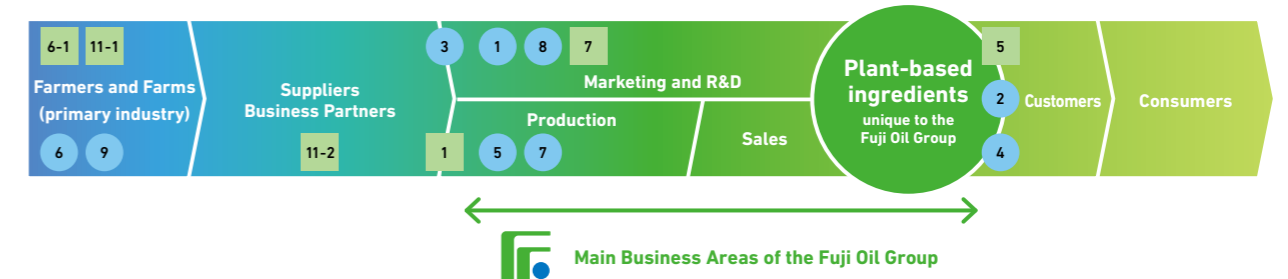 6-1 11-1
Farmers and Farms
(primary industry)
6 9
Suppliers
Business Partners
11-2
3 1 8 7
Marketing and R&D
Production
1 5 7
Sales
Plant-based
ingredients
unique to the
Fuji Oil Group
5
2
4
Customers
Consumers
Main Business Areas of the Fuji Oil Group